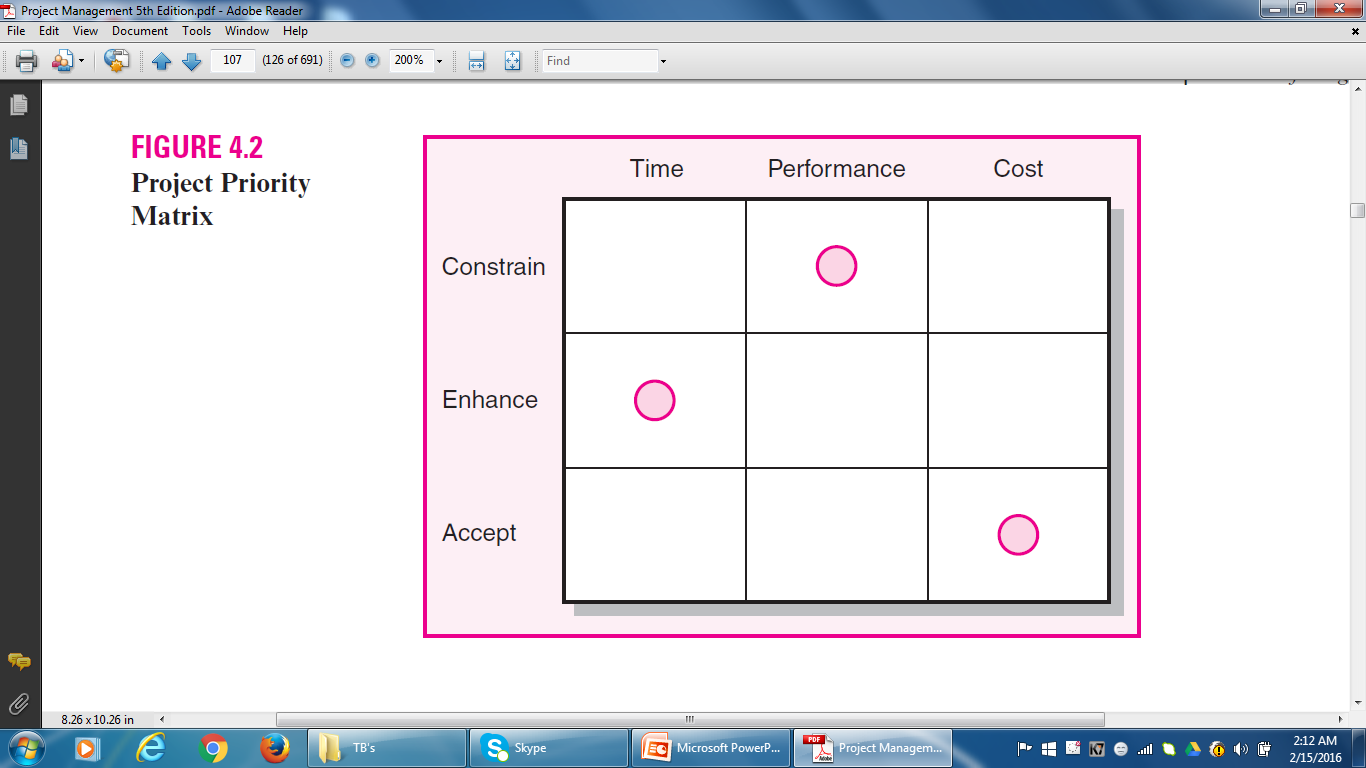 Project Management 5th Edition.pdf - Adobe Reader
File Edit View Document Tools Window Help
107 (126 of 691) 200% Find
FIGURE 4.2
Project Priority
Matrix
Time Performance Cost
Constrain
Enhance
Accept
8.26 x 10.26 in
TB's Skype Microsoft PowerP... PDF Project Managem...
2:12 AM
2/15/2016